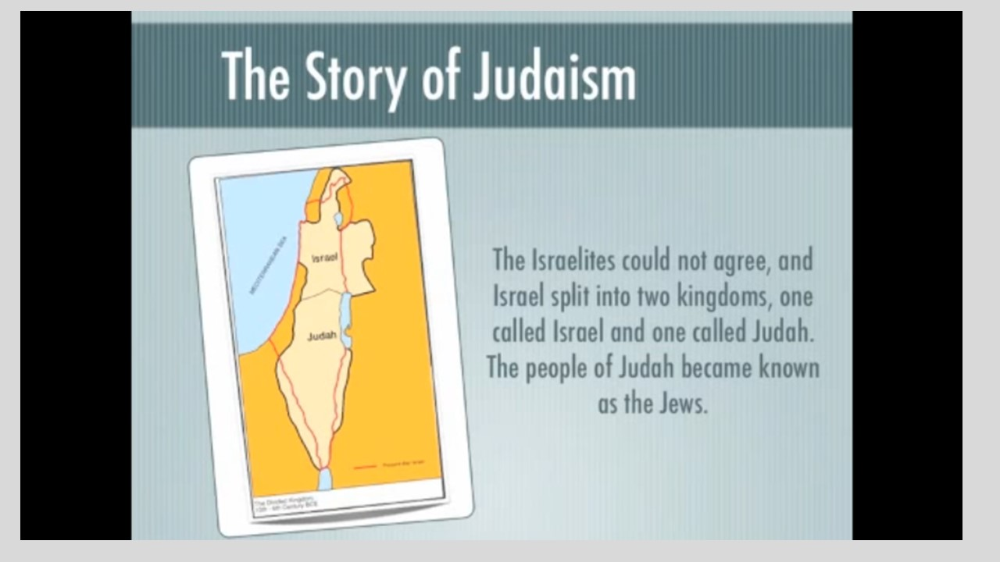 The Story of Judaism
MEDITERRANEAN SEA
Israel
Judah
Present-day Israel
The Divided Kingdom,
10th - 6th Century BCE
The Israelites could not agree, and
Israel split into two kingdoms, one
called Israel and one called Judah.
The people of Judah became known
as the Jews.